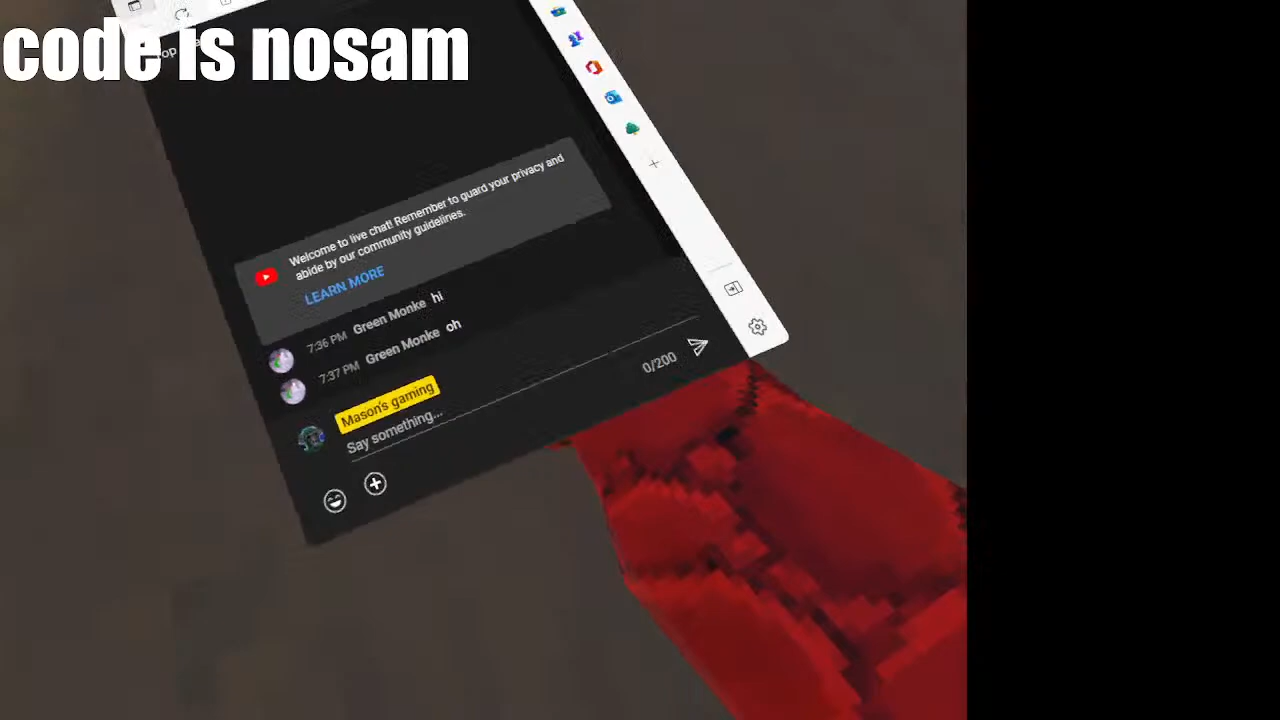 code is nosam
Welcome to live chat! Remember to guard your privacy and
abide by our community guidelines.
LEARN MORE
7:36 PM Green Monke hi
7:37 PM Green Monke oh
Mason's gaming
Say something...
0/200